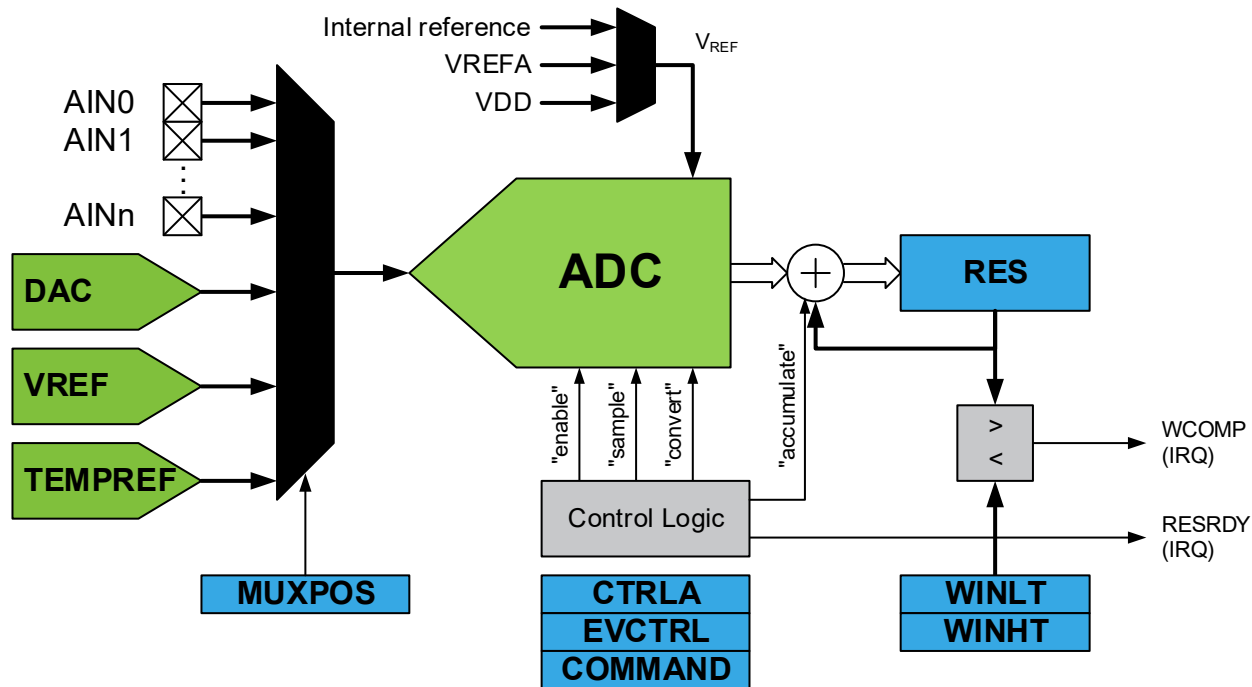 Internal reference
VREFA
VDD
VREF
AIN0
AIN1
AINn
DAC
VREF
TEMPREF
MUXPOS
ADC
"enable"
"sample"
"convert"
"accumulate"
+
RES
Control Logic
CTRLA
EVCTRL
COMMAND
>
<
WCOMP
(IRQ)
RESRDY
(IRQ)
WINLT
WINHT